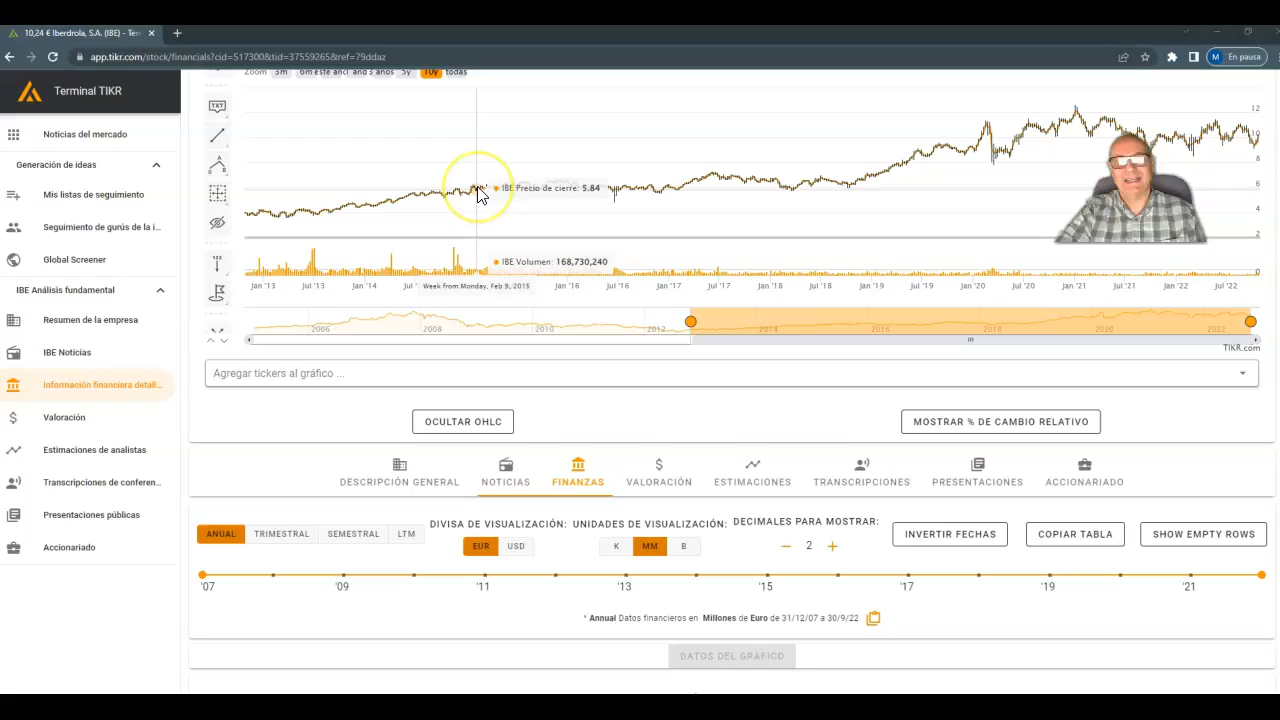 10,24 € Iberdrola, S.A. (IBE) - Ter
app.tikr.com/stock/financials?cid=517300&tid=37559265&ref=79ddaz
M En pausa
Terminal TIKR
Noticias del mercado
Generación de ideas
Mis listas de seguimiento
Seguimiento de gurús de la i...
Global Screener
IBE Análisis fundamental
Resumen de la empresa
IBE Noticias
Información financiera detall...
Valoración
Estimaciones de analistas
Transcripciones de conferen...
Presentaciones públicas
Accionariado
Zoom 3m 6m este año 3 años 5y 10y todas
TXT
12
10
8
6
4
2
0
IBE Precio de cierre: 5.84
IBE Volumen: 168,730,240
Jan '13 Jul '13 Jan '14 Week from Monday, Feb 9, 2015 Jan '16 Jul '16 Jan '17 Jul '17 Jan '18 Jul '18 Jan '19 Jul '19 Jan '20 Jul '20 Jan '21 Jul '21 Jan '22 Jul '22
2006 2008 2010 2012 2014 2016 2018 2020 2022
TIKR.com
Agregar tickers al gráfico ...
OCULTAR OHLC
MOSTRAR % DE CAMBIO RELATIVO
DESCRIPCIÓN GENERAL NOTICIAS FINANZAS VALORACIÓN ESTIMACIONES TRANSCRIPCIONES PRESENTACIONES ACCIONARIADO
ANUAL TRIMESTRAL SEMESTRAL LTM
DIVISA DE VISUALIZACIÓN:
EUR USD
UNIDADES DE VISUALIZACIÓN:
K MM B
DECIMALES PARA MOSTRAR:
− 2 +
INVERTIR FECHAS
COPIAR TABLA
SHOW EMPTY ROWS
'07 '09 '11 '13 '15 '17 '19 '21
* Annual Datos financieros en Millones de Euro de 31/12/07 a 30/9/22
DATOS DEL GRÁFICO